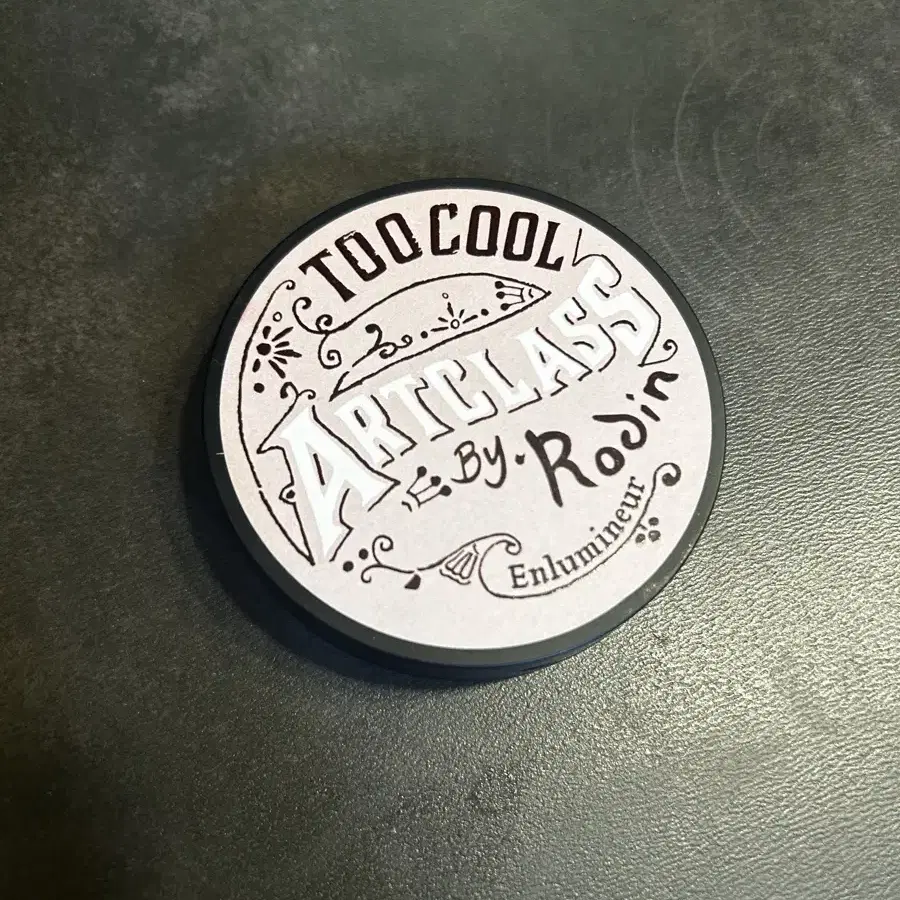 TOO COOL
ARTCLASS
By. Rodin
Enlumineur